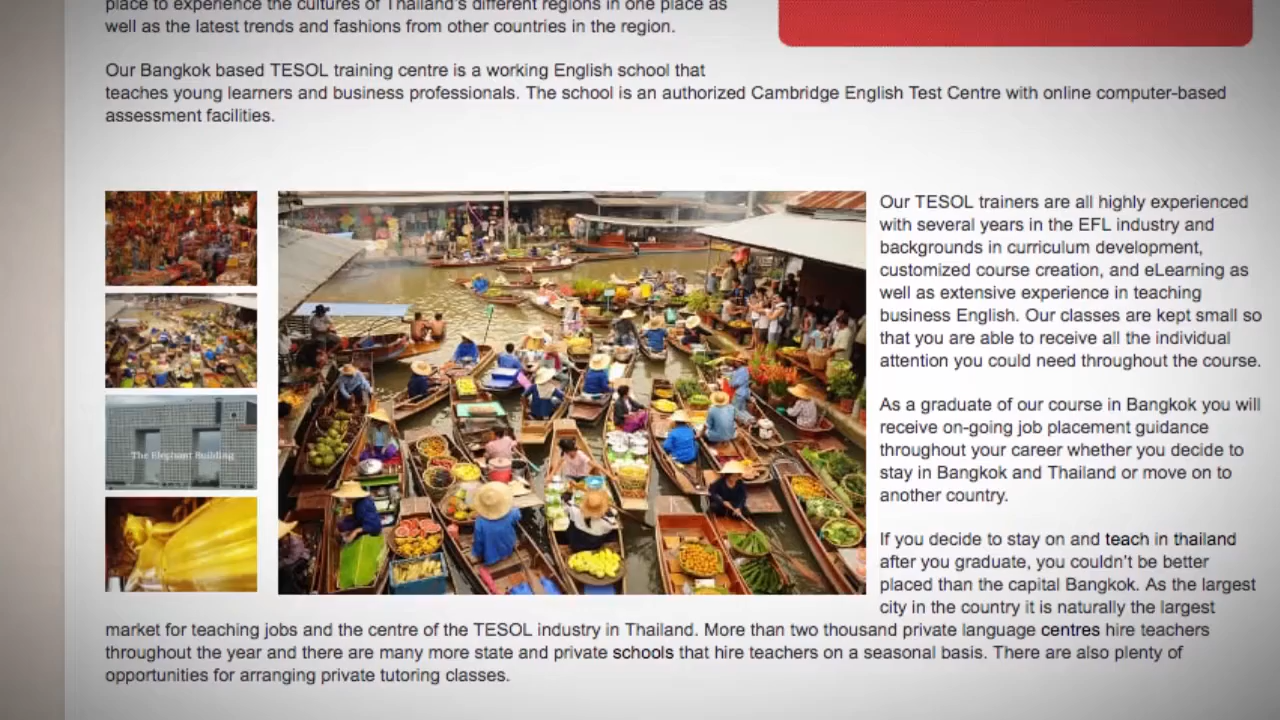 place to experience the cultures of Thailand's different regions in one place as
well as the latest trends and fashions from other countries in the region.
Our Bangkok based TESOL training centre is a working English school that
teaches young learners and business professionals. The school is an authorized Cambridge English Test Centre with online computer-based
assessment facilities.
The Elephant Building
Our TESOL trainers are all highly experienced
with several years in the EFL industry and
backgrounds in curriculum development,
customized course creation, and eLearning as
well as extensive experience in teaching
business English. Our classes are kept small so
that you are able to receive all the individual
attention you could need throughout the course.
As a graduate of our course in Bangkok you will
receive on-going job placement guidance
throughout your career whether you decide to
stay in Bangkok and Thailand or move on to
another country.
If you decide to stay on and teach in thailand
after you graduate, you couldn't be better
placed than the capital Bangkok. As the largest
city in the country it is naturally the largest
market for teaching jobs and the centre of the TESOL industry in Thailand. More than two thousand private language centres hire teachers
throughout the year and there are many more state and private schools that hire teachers on a seasonal basis. There are also plenty of
opportunities for arranging private tutoring classes.